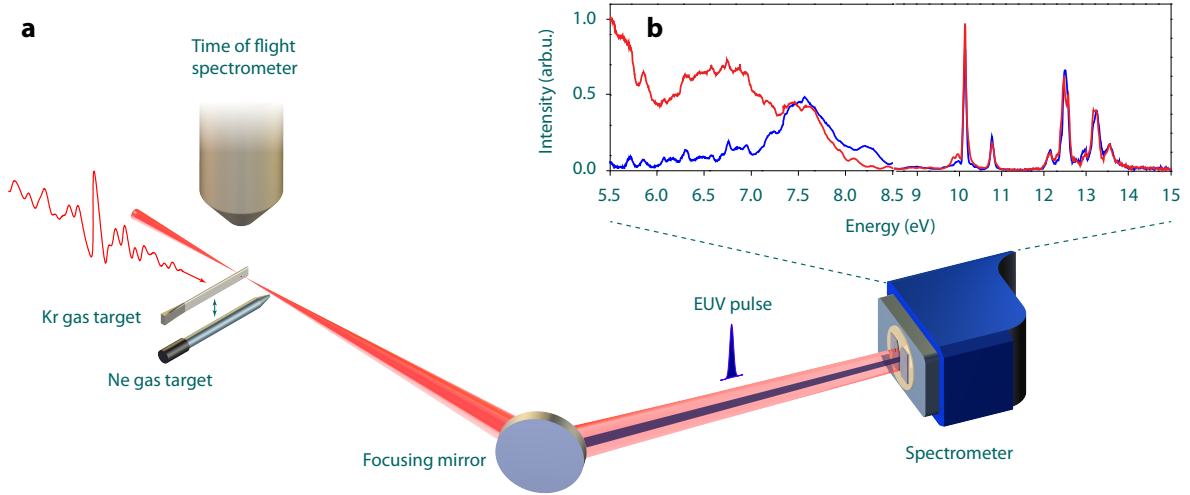 a
Time of flight
spectrometer
Kr gas target
Ne gas target
Focusing mirror
EUV pulse
Spectrometer
b
Intensity (arb.u.)
1.0
0.5
0.0
5.5 6.0 6.5 7.0 7.5 8.0 8.5 9 10 11 12 13 14 15
Energy (eV)